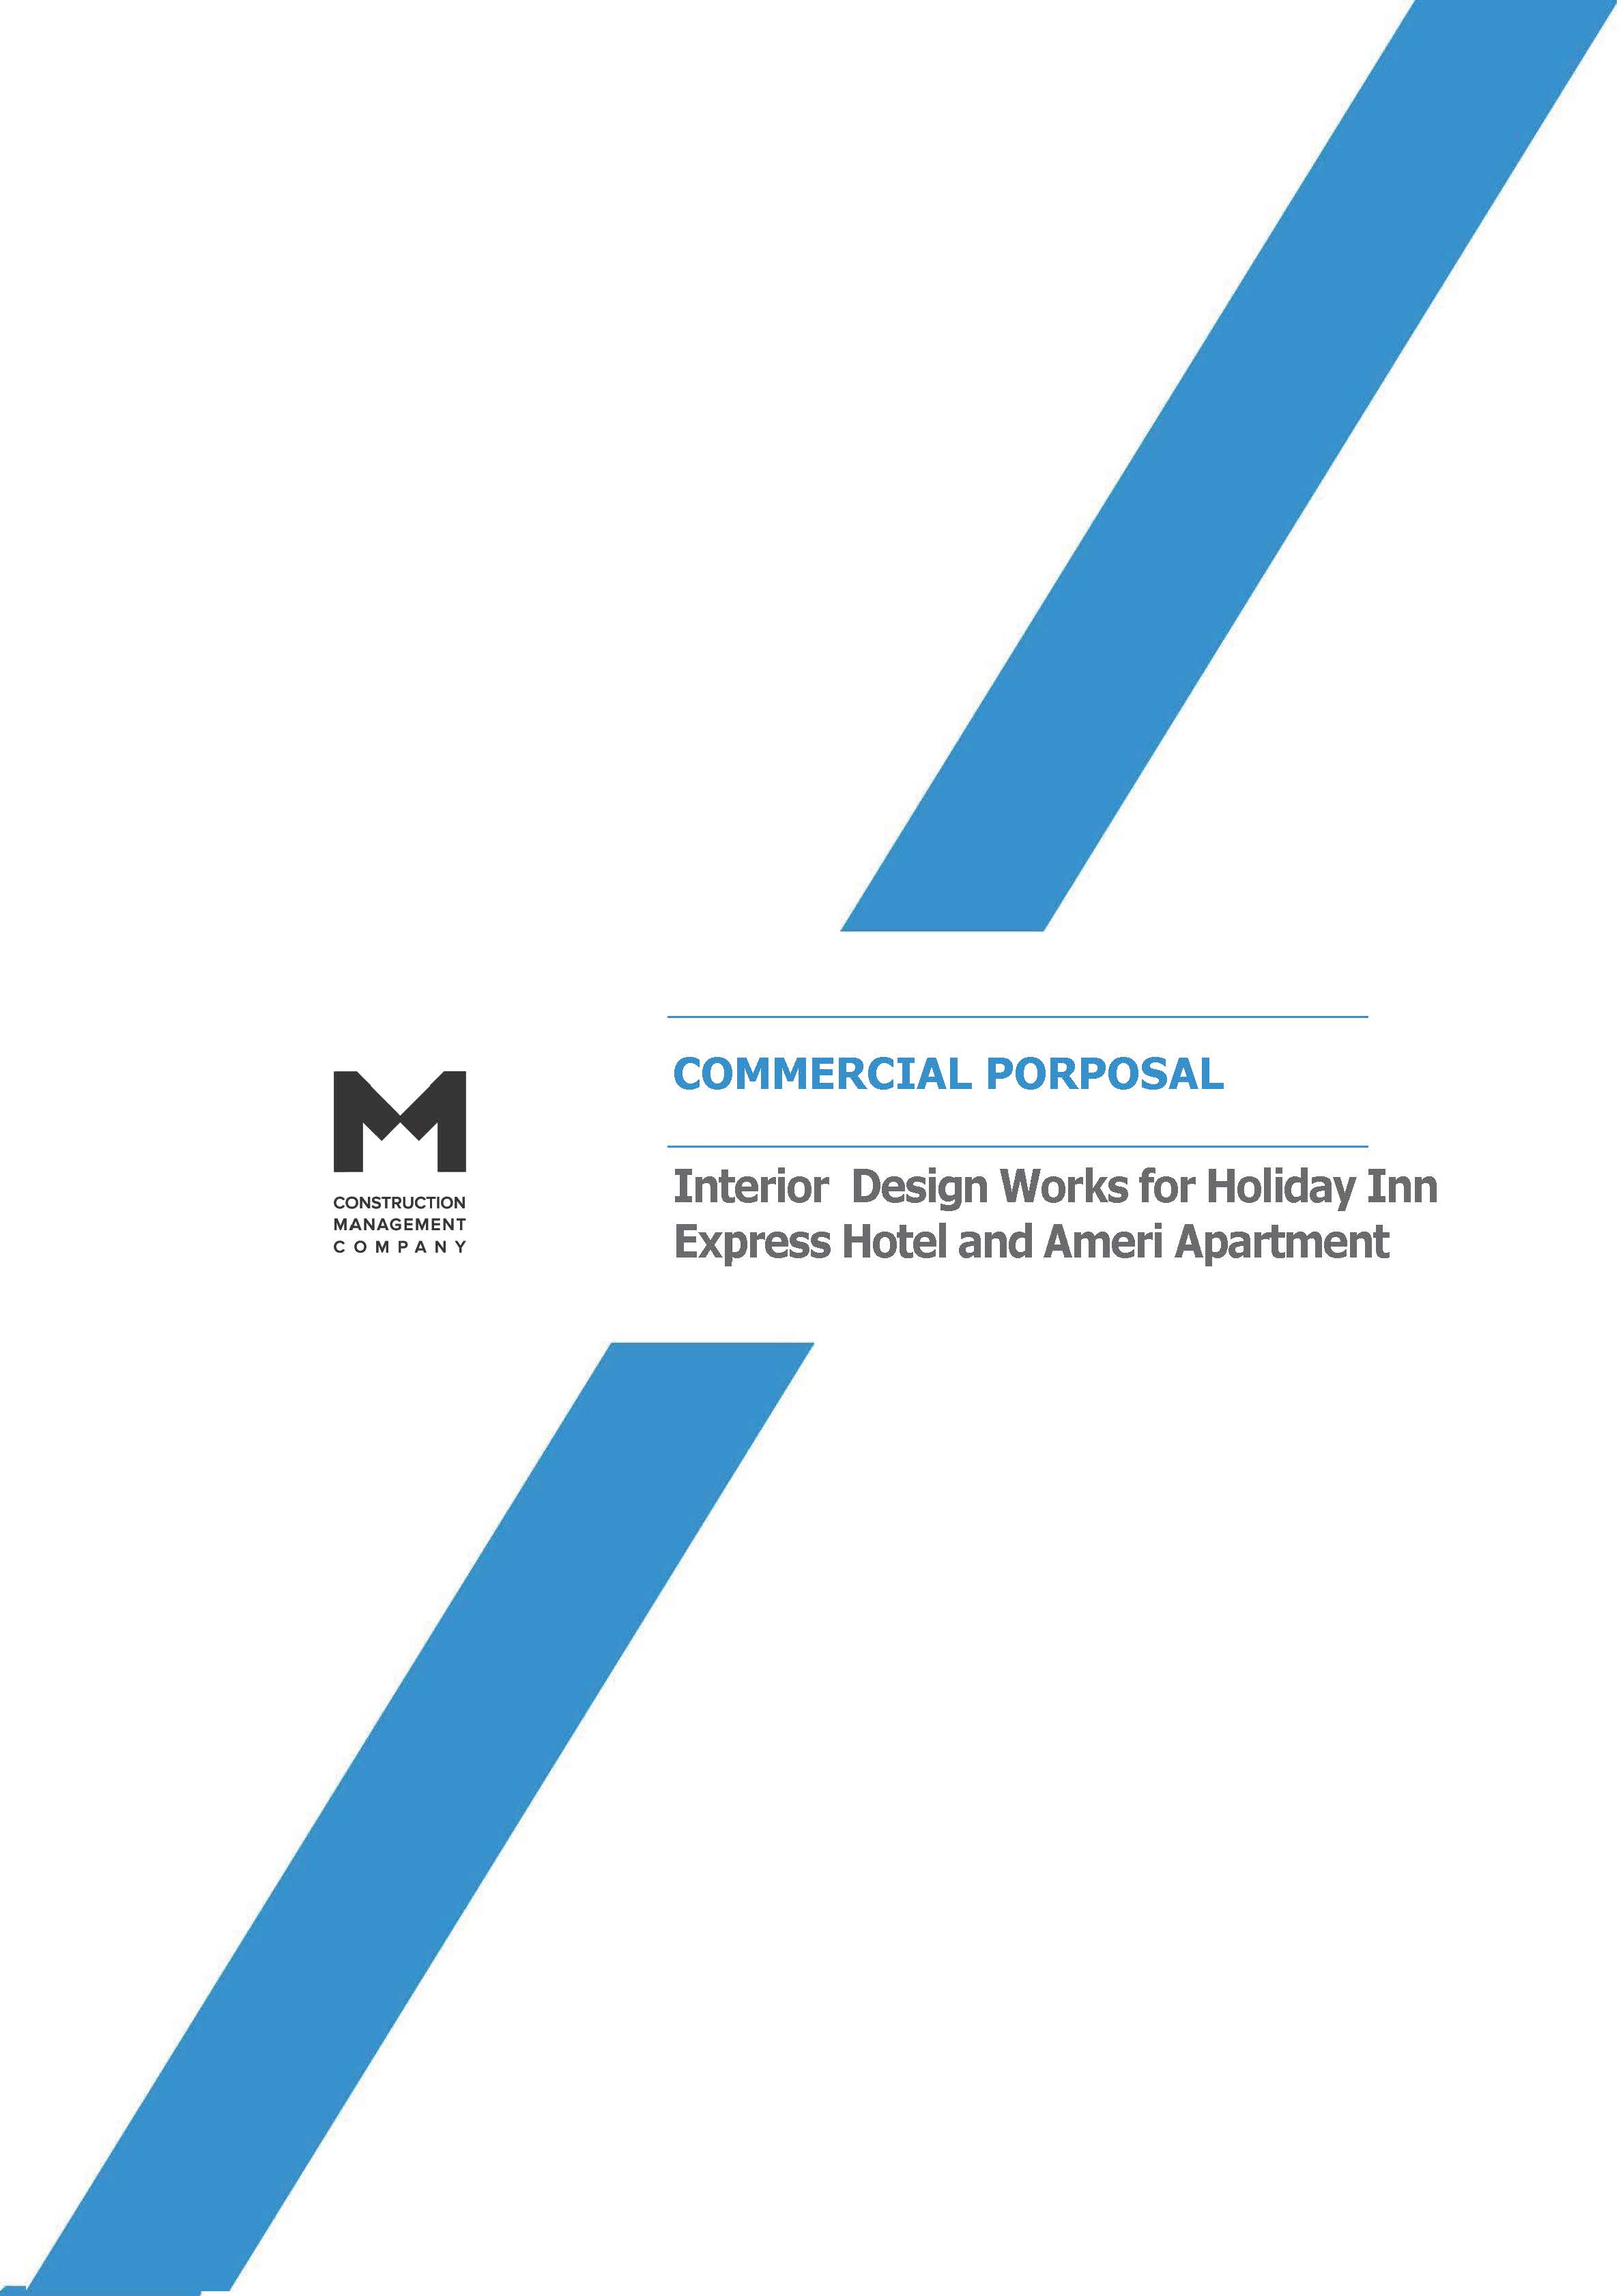 COMMERCIAL PORPOSAL
M
CONSTRUCTION
MANAGEMENT
COMPANY
Interior Design Works for Holiday Inn
Express Hotel and Ameri Apartment